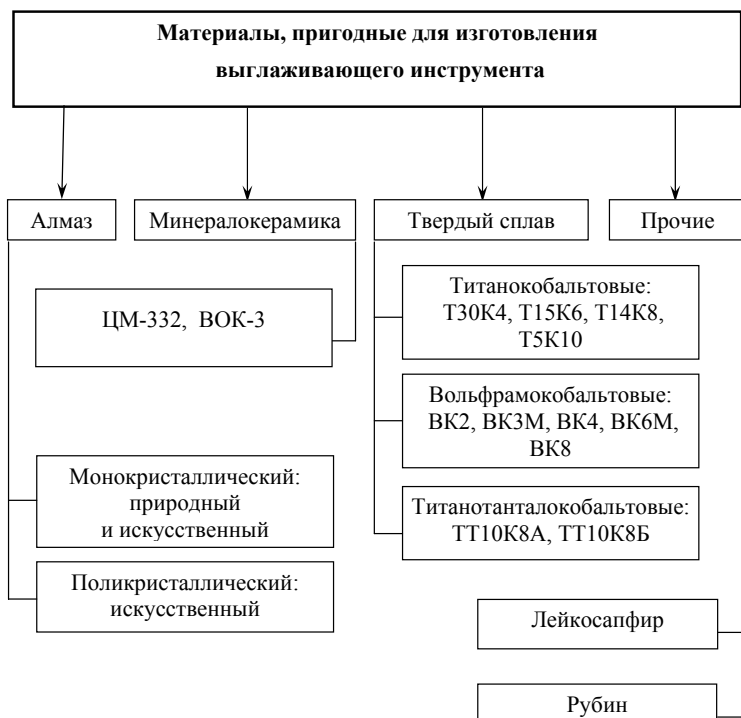 Материалы, пригодные для изготовления
выглаживающего инструмента
Алмаз
Минералокерамика
Твердый сплав
Прочие
ЦМ-332, ВОК-3
Титанокобальтовые:
Т30К4, Т15К6, Т14К8,
Т5К10
Вольфрамокобальтовые:
ВК2, ВК3М, ВК4, ВК6М,
ВК8
Монокристаллический:
природный
и искусственный
Титанотанталокобальтовые:
ТТ10К8А, ТТ10К8Б
Поликристаллический:
искусственный
Лейкосапфир
Рубин